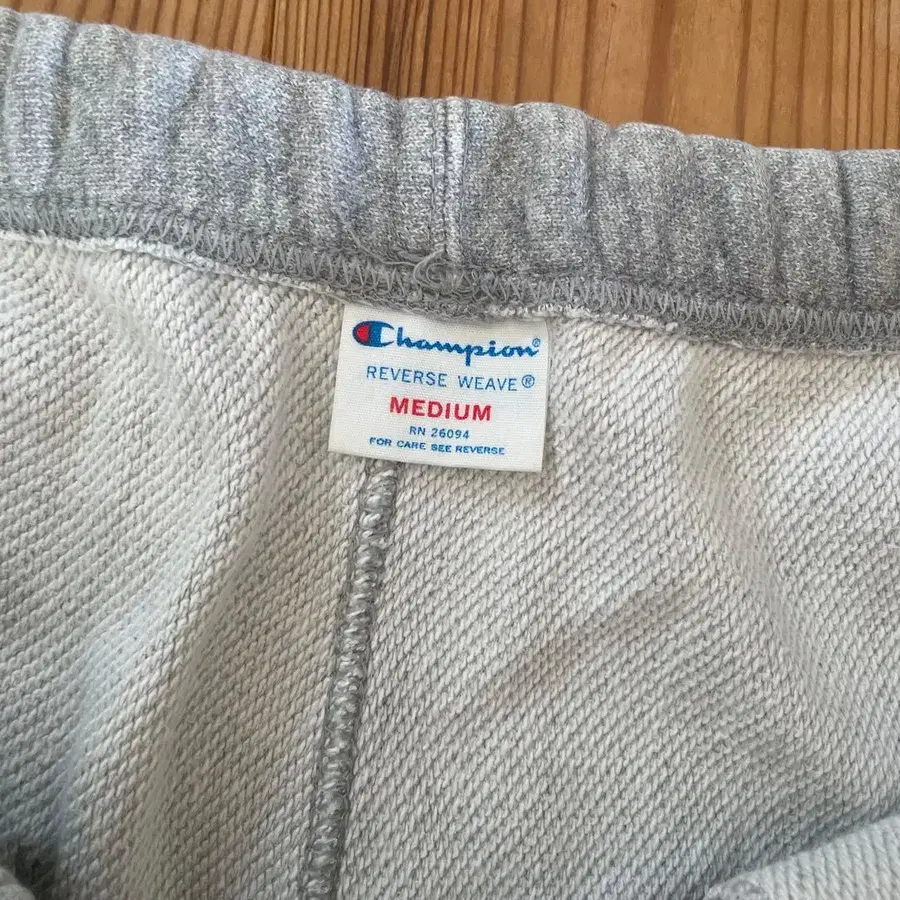 Champion®
REVERSE WEAVE®
MEDIUM
RN 26094
FOR CARE SEE REVERSE